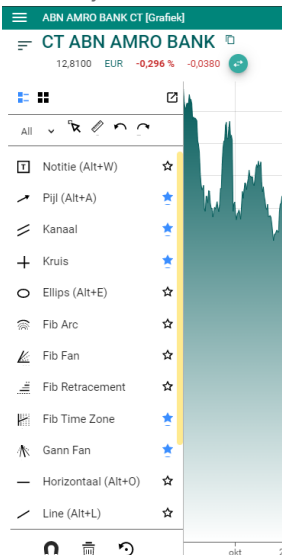 ABN AMRO BANK CT [Grafiek]
CT ABN AMRO BANK
12,8100 EUR -0,296 % -0,0380
All
T Notitie (Alt+W)
Pijl (Alt+A)
Kanaal
Kruis
Ellips (Alt+E)
Fib Arc
Fib Fan
Fib Retracement
Fib Time Zone
Gann Fan
Horizontaal (Alt+O)
Line (Alt+L)
okt